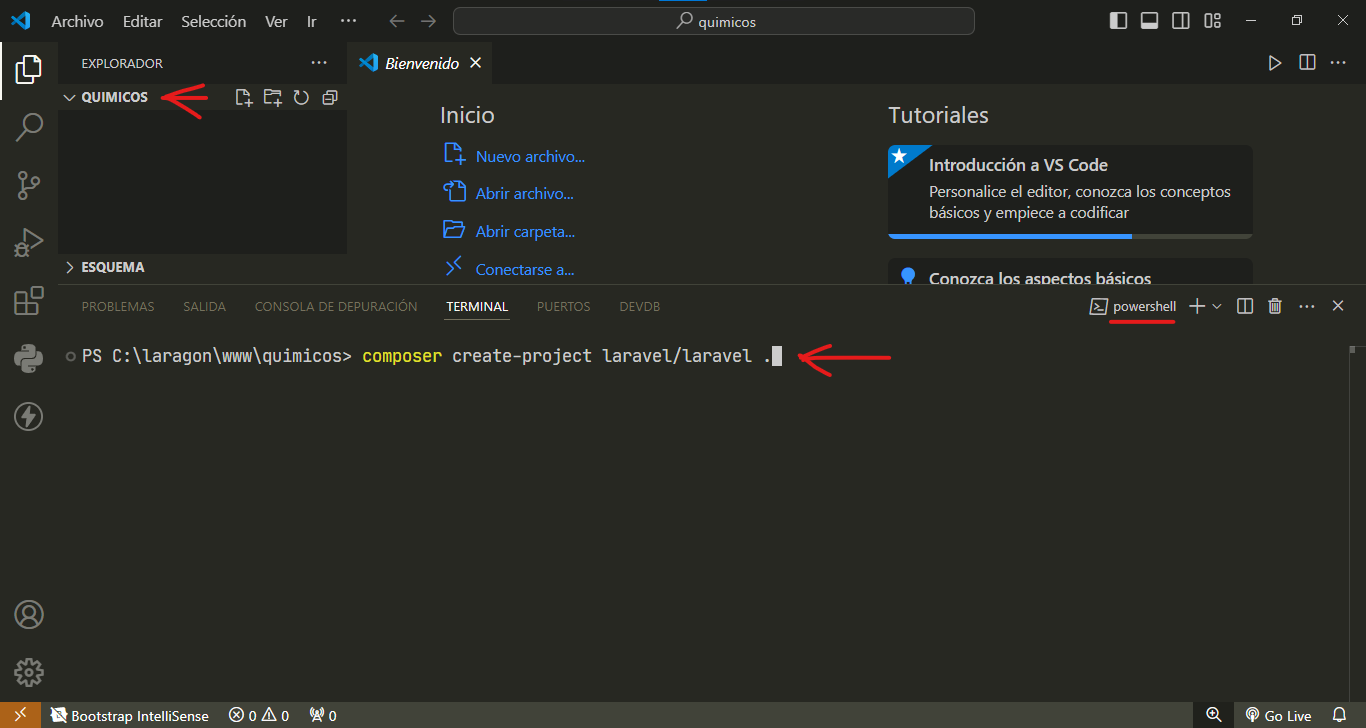 Archivo Editar Selección Ver Ir ··· quimicos
EXPLORADOR ···
Bienvenido
QUIMICOS
Inicio
Nuevo archivo...
Abrir archivo...
Abrir carpeta...
Conectarse a...
Tutoriales
Introducción a VS Code
Personalice el editor, conozca los conceptos
básicos y empiece a codificar
Conozca los aspectos básicos
ESQUEMA
PROBLEMAS SALIDA CONSOLA DE DEPURACIÓN TERMINAL PUERTOS DEVDB powershell
PS C:\laragon\www\quimicos> composer create-project laravel/laravel .
Bootstrap IntelliSense 0 0 0 Go Live